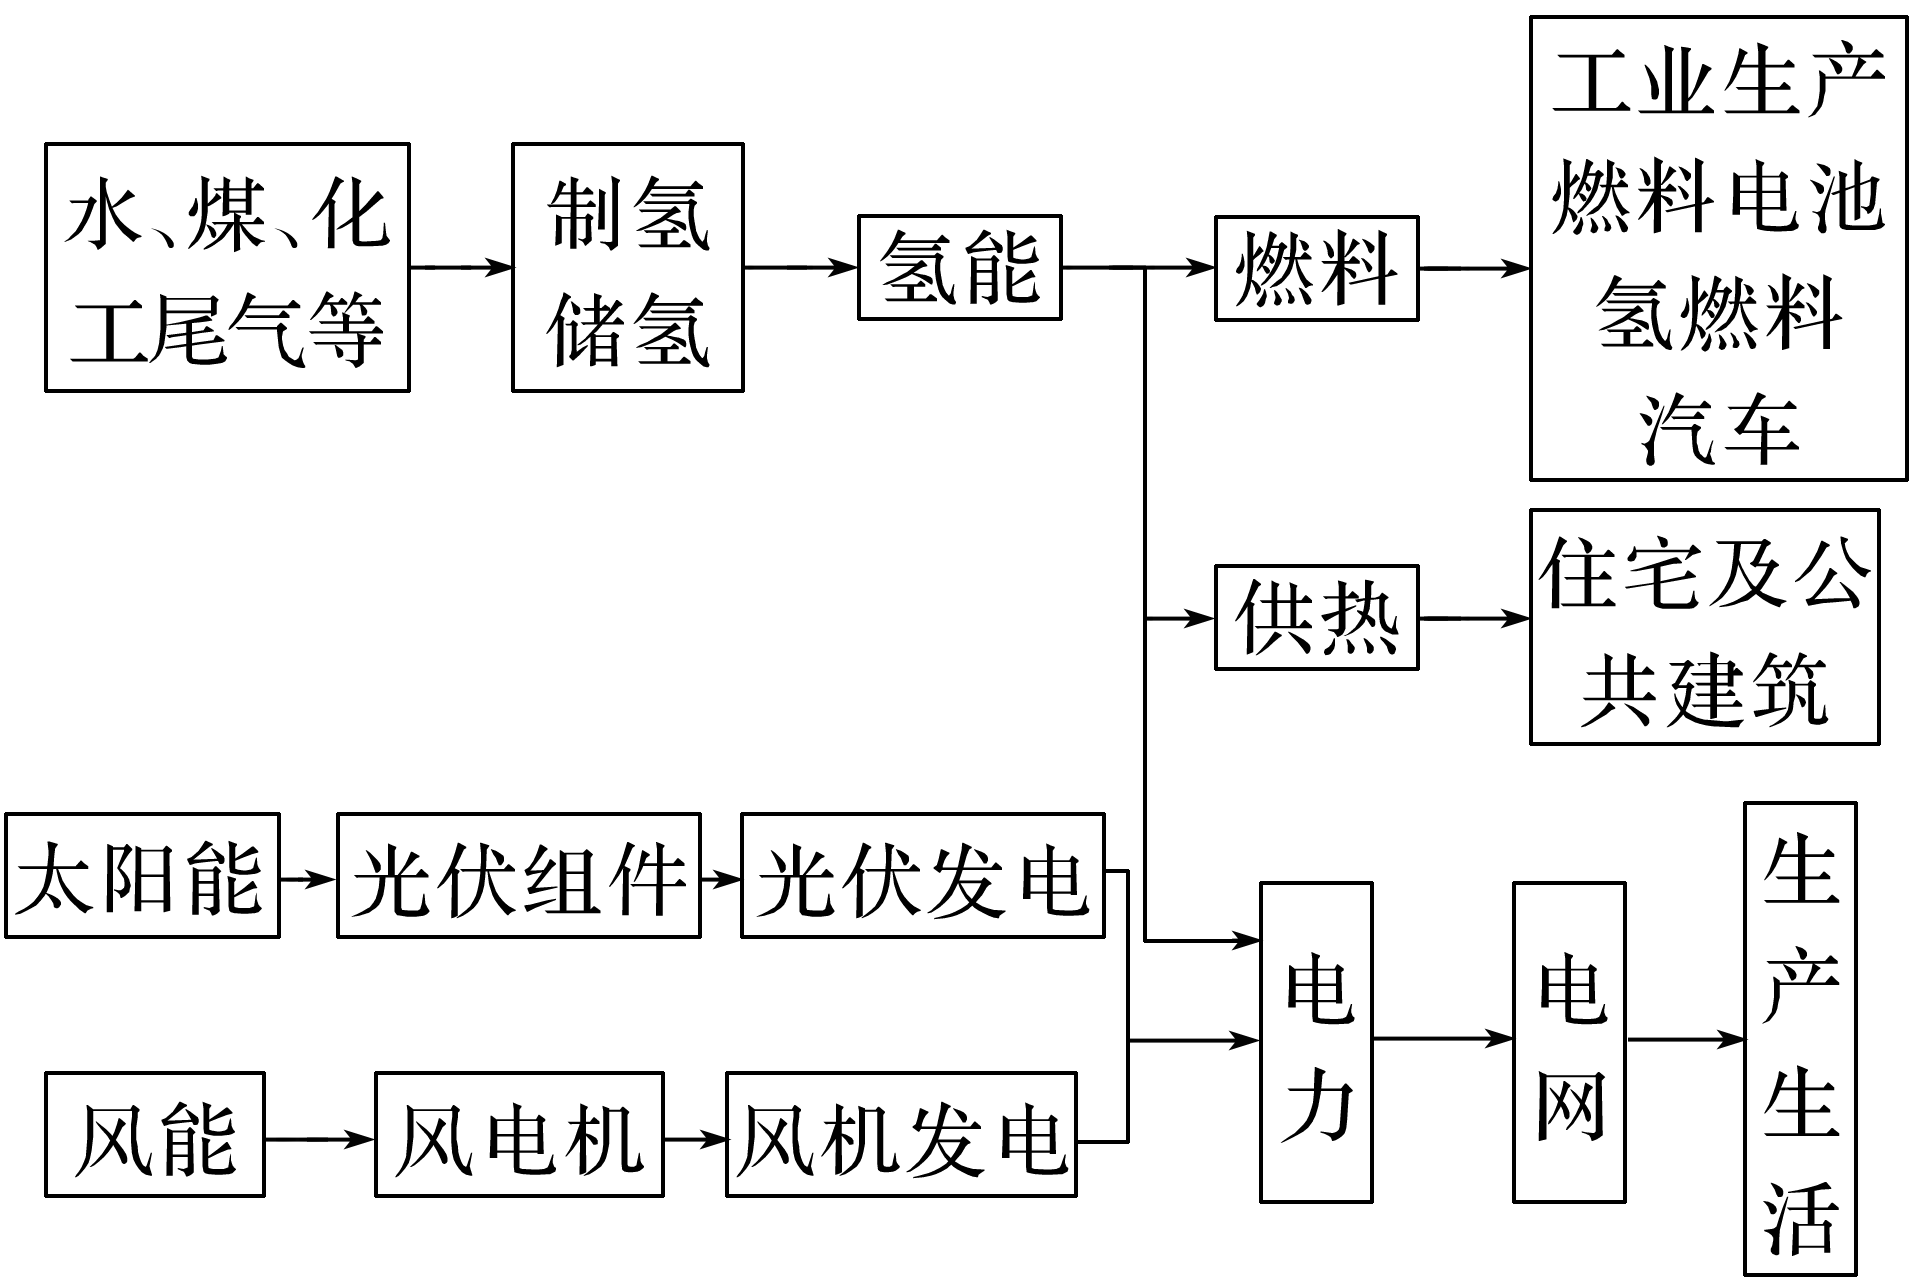 水、煤、化
工尾气等
制氢
储氢
氢能
燃料
工业生产
燃料电池
氢燃料
汽车
供热
住宅及公
共建筑
太阳能
光伏组件
光伏发电
风能
风电机
风机发电
电力
电网
生产生活